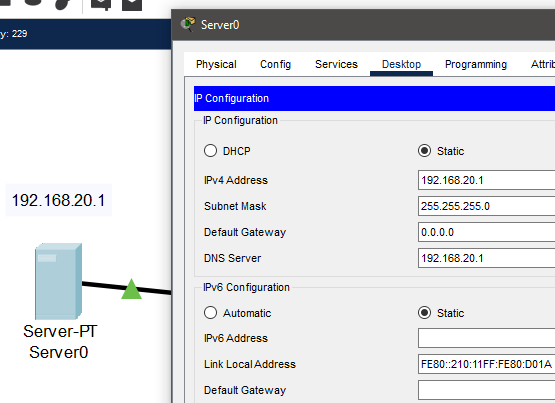 y: 229
Server0
Physical Config Services Desktop Programming
IP Configuration
IP Configuration
DHCP Static
IPv4 Address 192.168.20.1
Subnet Mask 255.255.255.0
Default Gateway 0.0.0.0
DNS Server 192.168.20.1
IPv6 Configuration
Automatic Static
IPv6 Address
Link Local Address FE80::210:11FF:FE80:D01A
Default Gateway
192.168.20.1
Server-PT
Server0